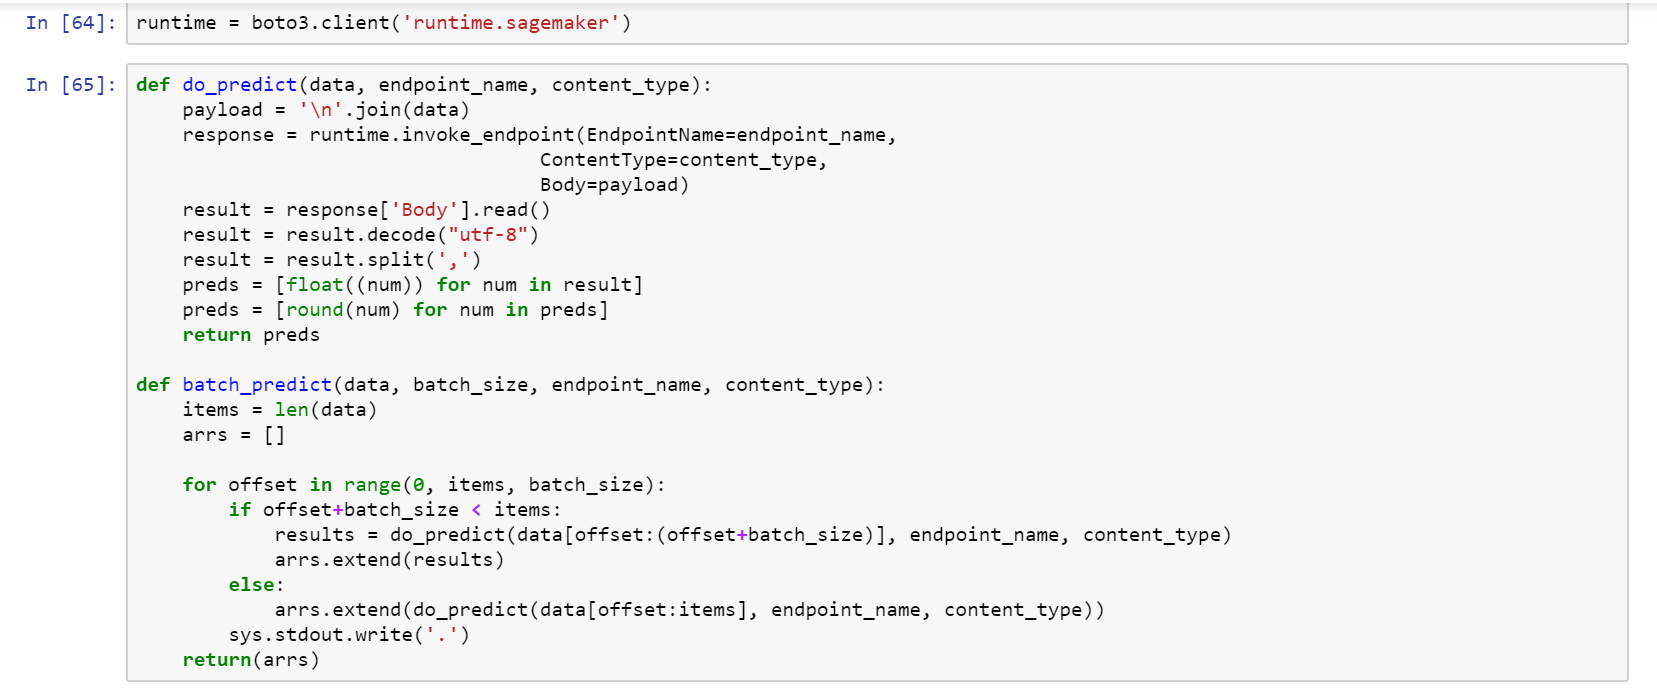 In [64]: runtime = boto3.client('runtime.sagemaker')
In [65]: def do_predict(data, endpoint_name, content_type):
    payload = '\n'.join(data)
    response = runtime.invoke_endpoint(EndpointName=endpoint_name,
                                   ContentType=content_type,
                                   Body=payload)
    result = response['Body'].read()
    result = result.decode("utf-8")
    result = result.split(',')
    preds = [float((num)) for num in result]
    preds = [round(num) for num in preds]
    return preds

def batch_predict(data, batch_size, endpoint_name, content_type):
    items = len(data)
    arrs = []

    for offset in range(0, items, batch_size):
        if offset+batch_size < items:
            results = do_predict(data[offset:(offset+batch_size)], endpoint_name, content_type)
            arrs.extend(results)
        else:
            arrs.extend(do_predict(data[offset:items], endpoint_name, content_type))
        sys.stdout.write('.')
    return(arrs)